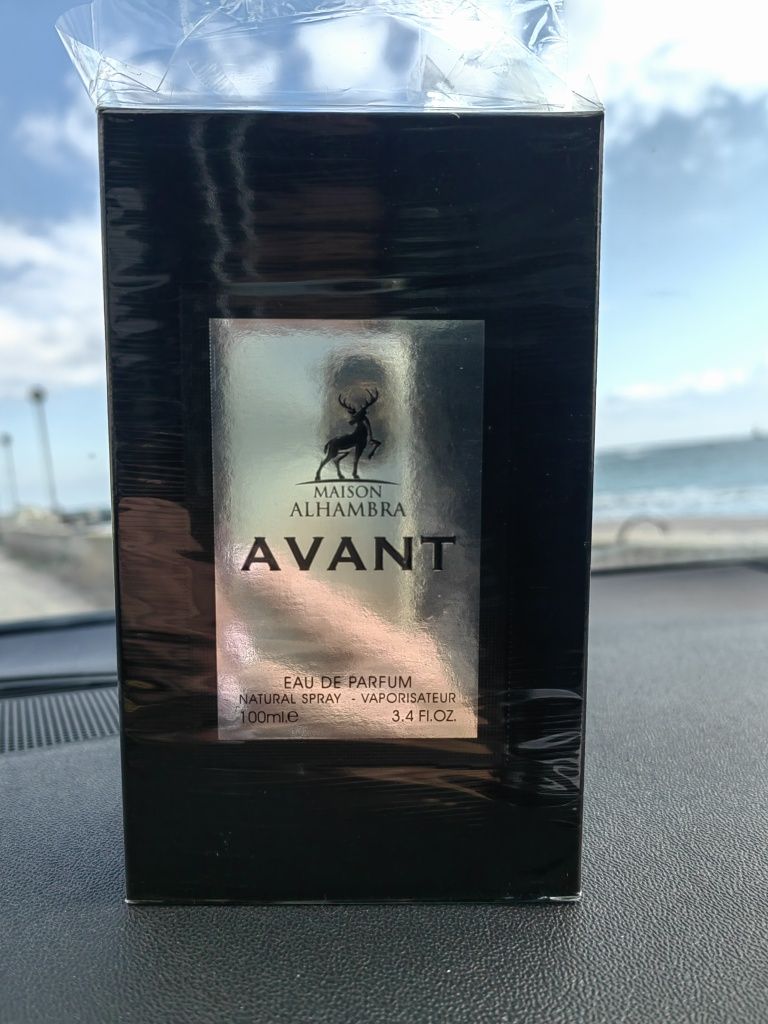 MAISON
ALHAMBRA
AVANT
EAU DE PARFUM
NATURAL SPRAY - VAPORISATEUR
100ml.e 3.4 Fl.OZ.